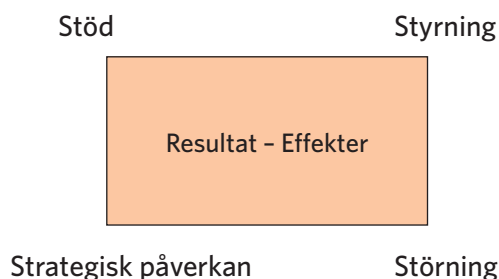 Stöd
Styrning
Resultat – Effekter
Strategisk påverkan
Störning